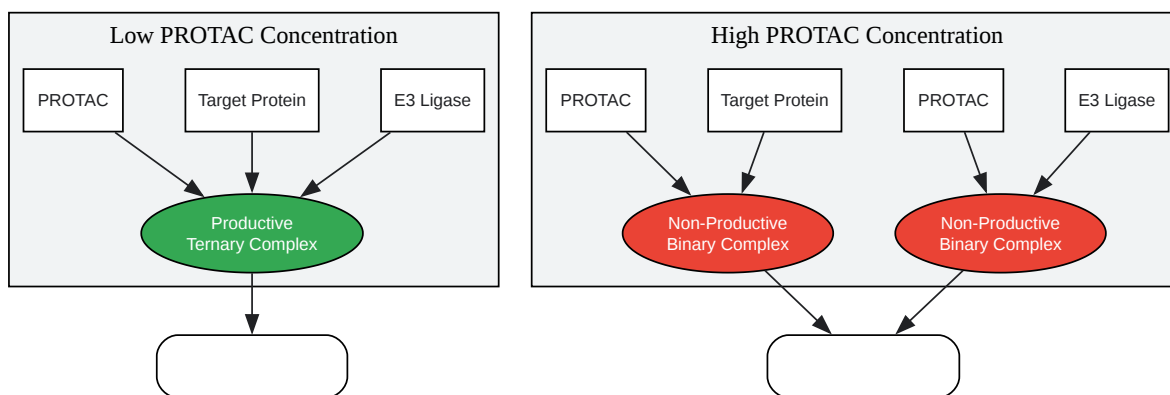 Low PROTAC Concentration
PROTAC
Target Protein
E3 Ligase
Productive
Ternary Complex
High PROTAC Concentration
PROTAC
Target Protein
PROTAC
E3 Ligase
Non-Productive
Binary Complex
Non-Productive
Binary Complex